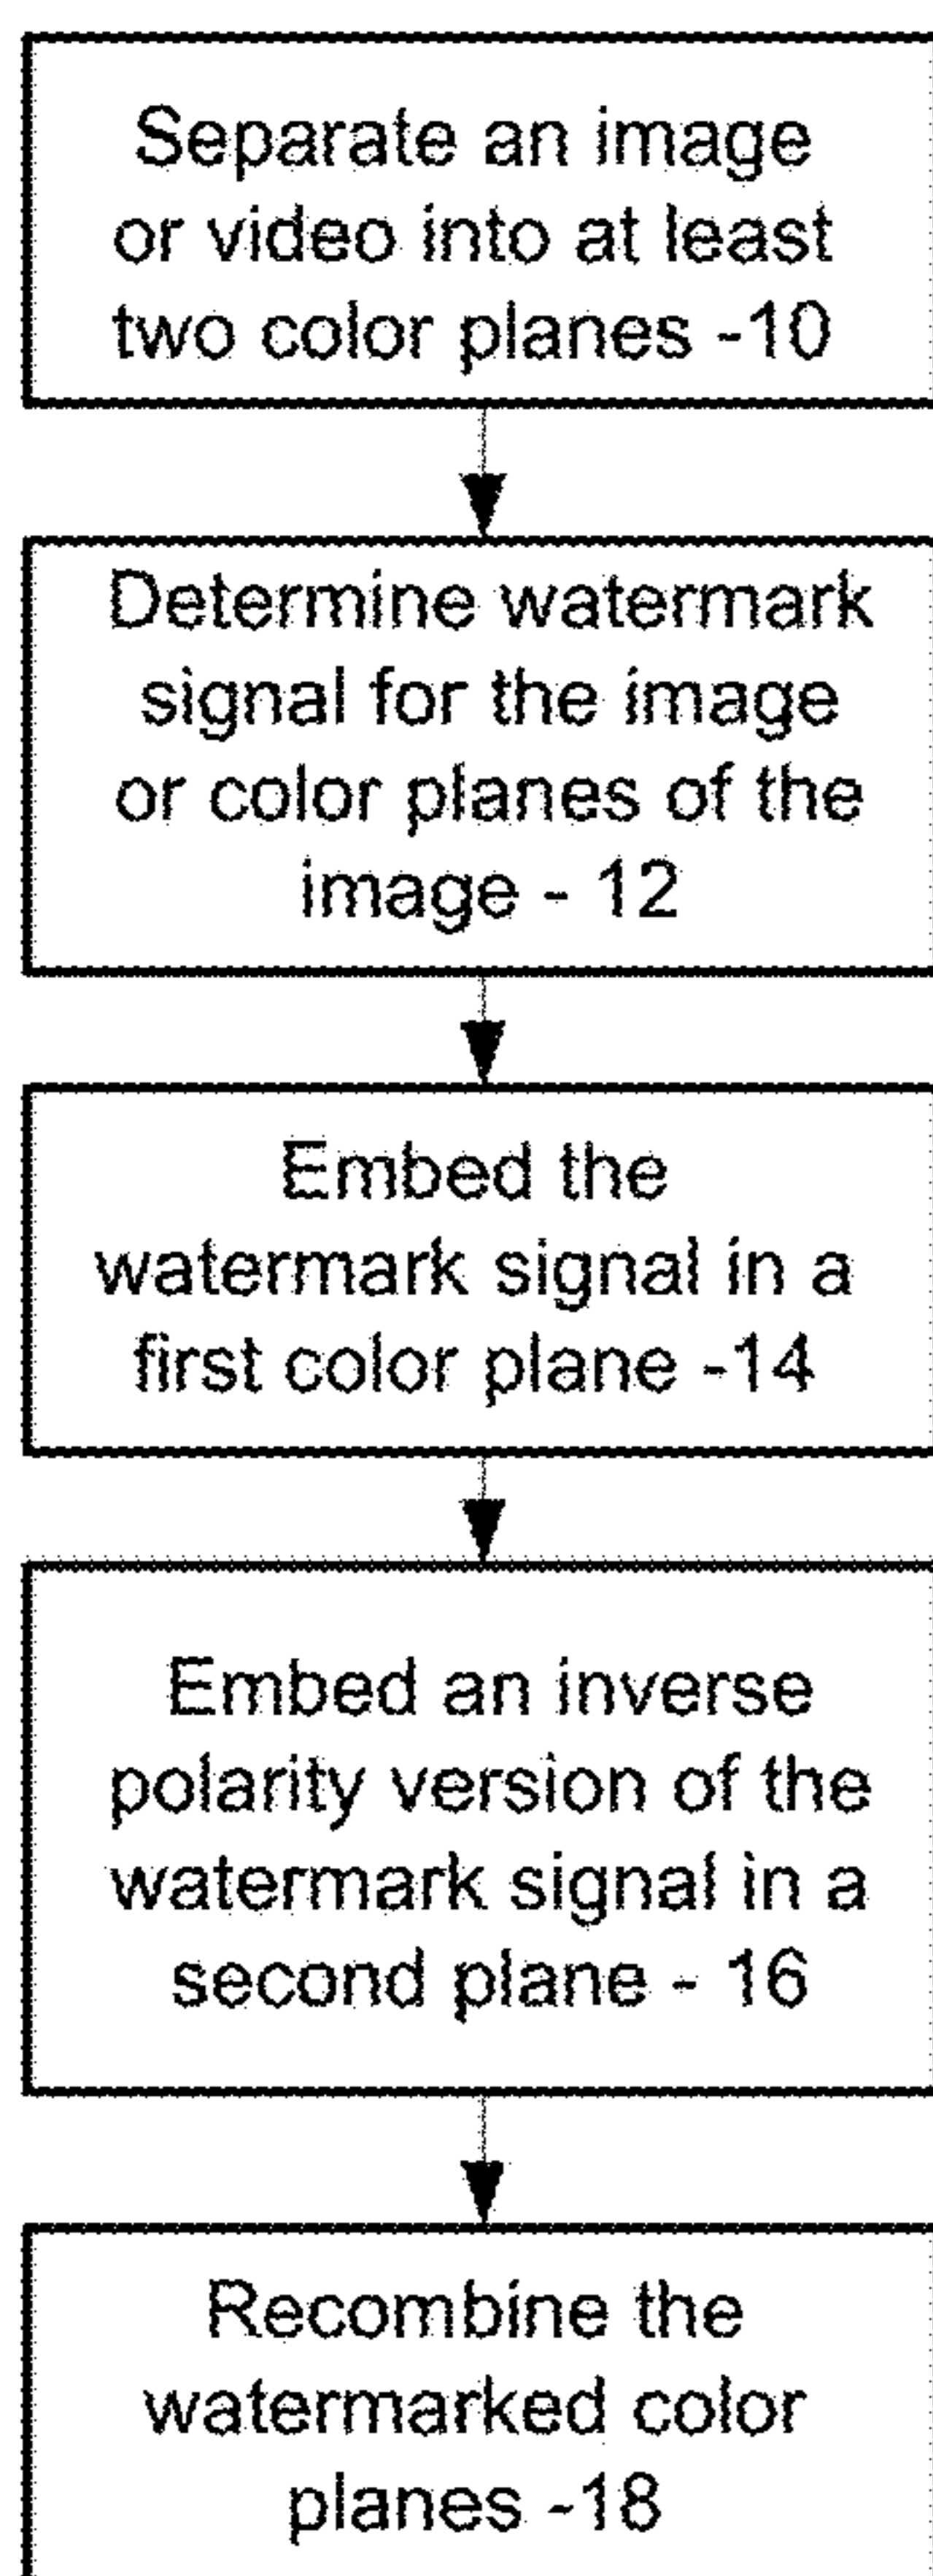 Separate an image
or video into at least
two color planes -10
Determine watermark
signal for the image
or color planes of the
image - 12
Embed the
watermark signal in a
first color plane -14
Embed an inverse
polarity version of the
watermark signal in a
second plane - 16
Recombine the
watermarked color
planes -18